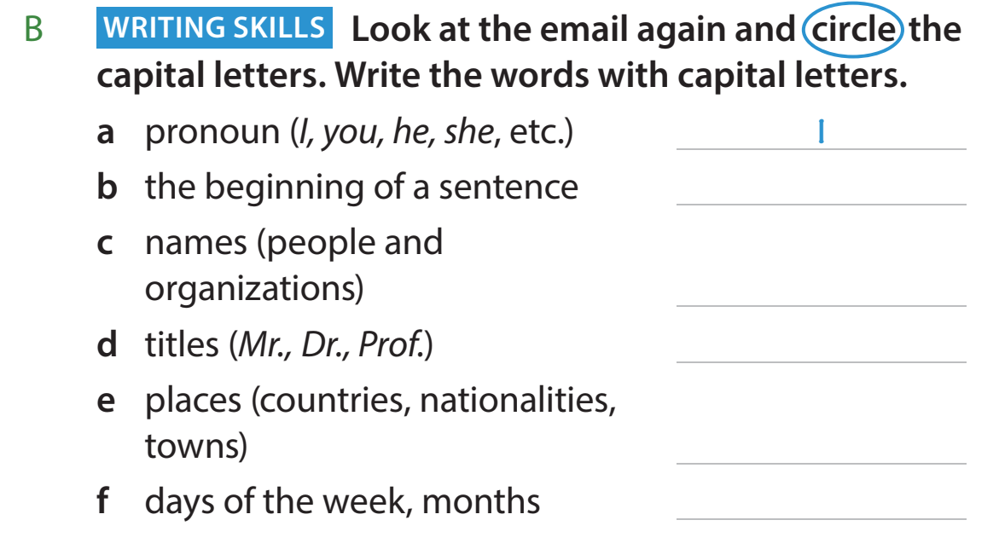 B WRITING SKILLS Look at the email again and circle the
capital letters. Write the words with capital letters.
a pronoun (I, you, he, she, etc.) I
b the beginning of a sentence
c names (people and
organizations)
d titles (Mr., Dr., Prof.)
e places (countries, nationalities,
towns)
f days of the week, months